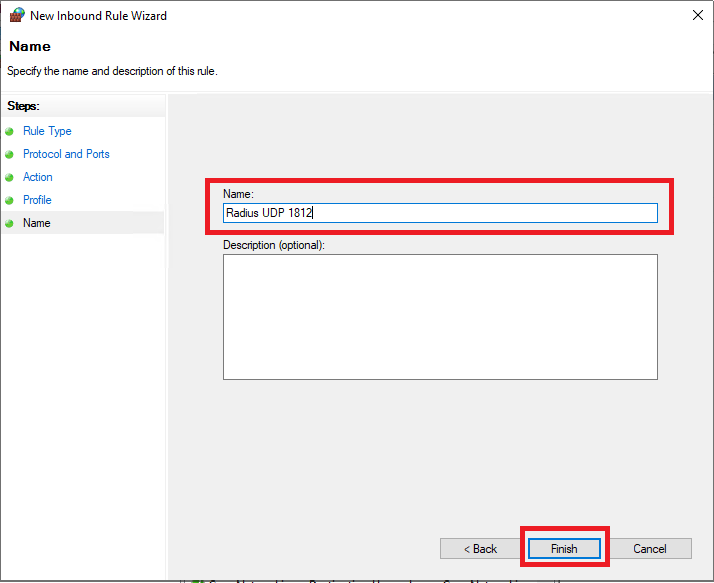 New Inbound Rule Wizard
Name
Specify the name and description of this rule.
Steps:
Rule Type
Protocol and Ports
Action
Profile
Name
Name:
Radius UDP 1812
Description (optional):
< Back
Finish
Cancel